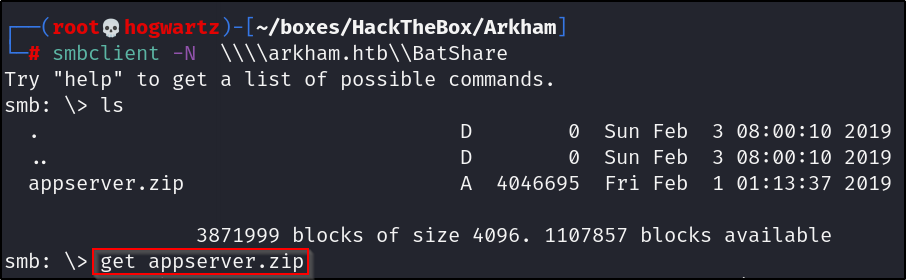 ┌──(root💀hogwartz)-[~/boxes/HackTheBox/Arkham]
└─# smbclient -N  \\\\arkham.htb\\BatShare
Try "help" to get a list of possible commands.
smb: \> ls
  .                                   D        0  Sun Feb  3 08:00:10 2019
  ..                                  D        0  Sun Feb  3 08:00:10 2019
  appserver.zip                       A  4046695  Fri Feb  1 01:13:37 2019
                3871999 blocks of size 4096. 1107857 blocks available
smb: \> get appserver.zip